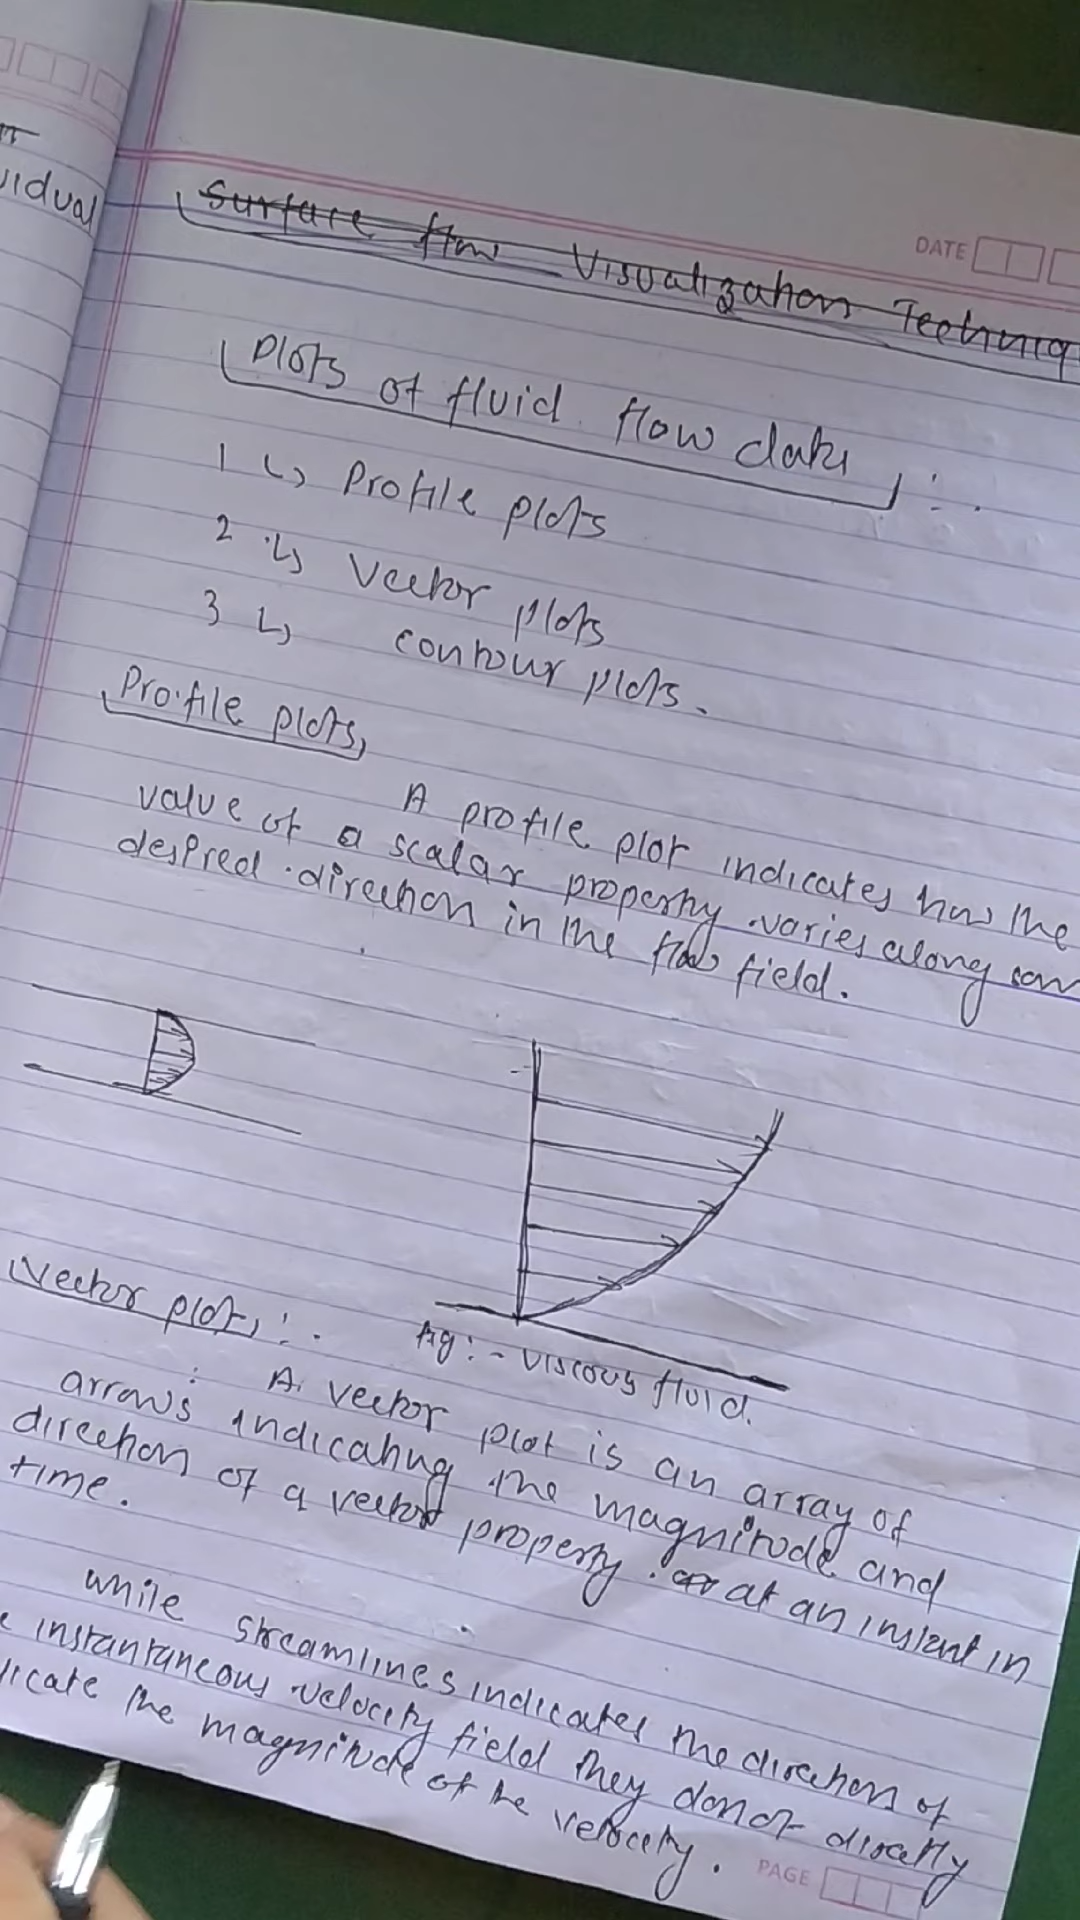 vidual
Surface flow Visualization Techniq
DATE
Plots of fluid flow data :-
1 ↳ Profile plots
2 ↳ Vector plots
3 ↳ contour plots.
Profile plots,
A profile plot indicates how the
value of a scalar property varies along som
desired direction in the flow field.
Fig:- Viscous fluid.
Vector plots :-
A vector plot is an array of
arrows indicating the magnitude and
direction of a vector property at an instant in
time.
while streamlines indicates the direction of
e instantaneous velocity field they donot directly
dicate the magnitude of the velocity.
PAGE